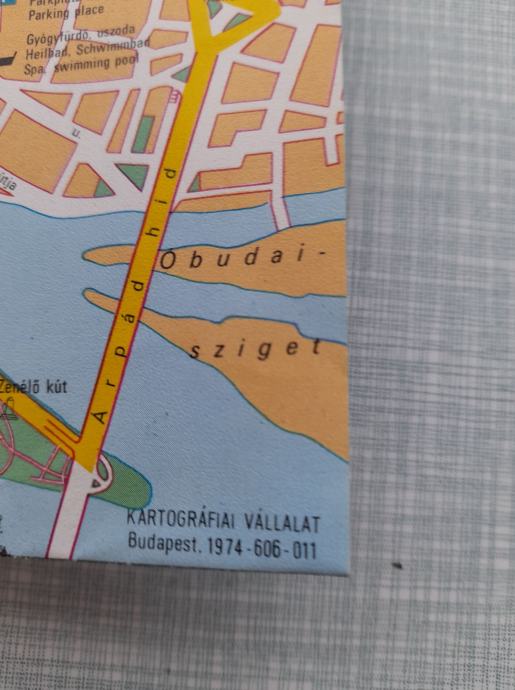 Parking place
Gyógyfürdő, uszoda
Heilbad, Schwimmbad
Spa, swimming pool
u.
Árpád híd
Óbudai-
sziget
Zenélő kút
KARTOGRÁFIAI VÁLLALAT
Budapest. 1974-606-011